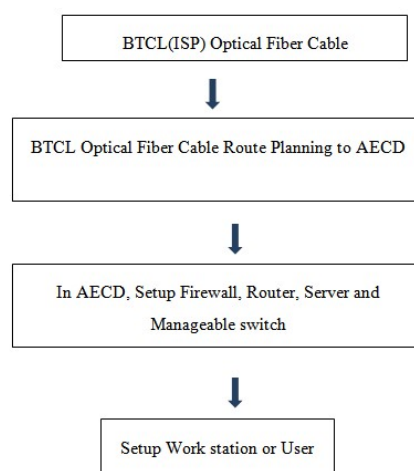 BTCL(ISP) Optical Fiber Cable
BTCL Optical Fiber Cable Route Planning to AECD
In AECD, Setup Firewall, Router, Server and
Manageable switch
Setup Work station or User